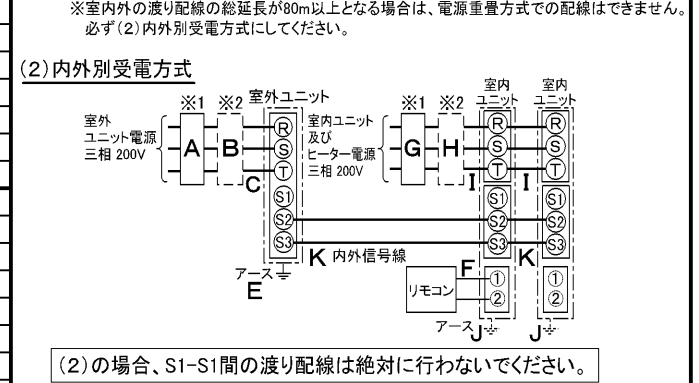 ※室内外の渡り配線の総延長が80m以上となる場合は、電源重畳方式での配線はできません。
必ず(2)内外別受電方式にしてください。
(2)内外別受電方式
※1 ※2 室外ユニット
室外
ユニット電源
三相 200V
A B C
R
S
T
S1
S2
S3
アース
E
K 内外信号線
※1 ※2
室内
ユニット
室内
ユニット
室内ユニット
及び
ヒーター電源
三相 200V
G H I I
R
S
T
S1
S2
S3
R
S
T
S1
S2
S3
K
F
リモコン
①
②
①
②
アース J J
(2)の場合、S1-S1間の渡り配線は絶対に行わないでください。